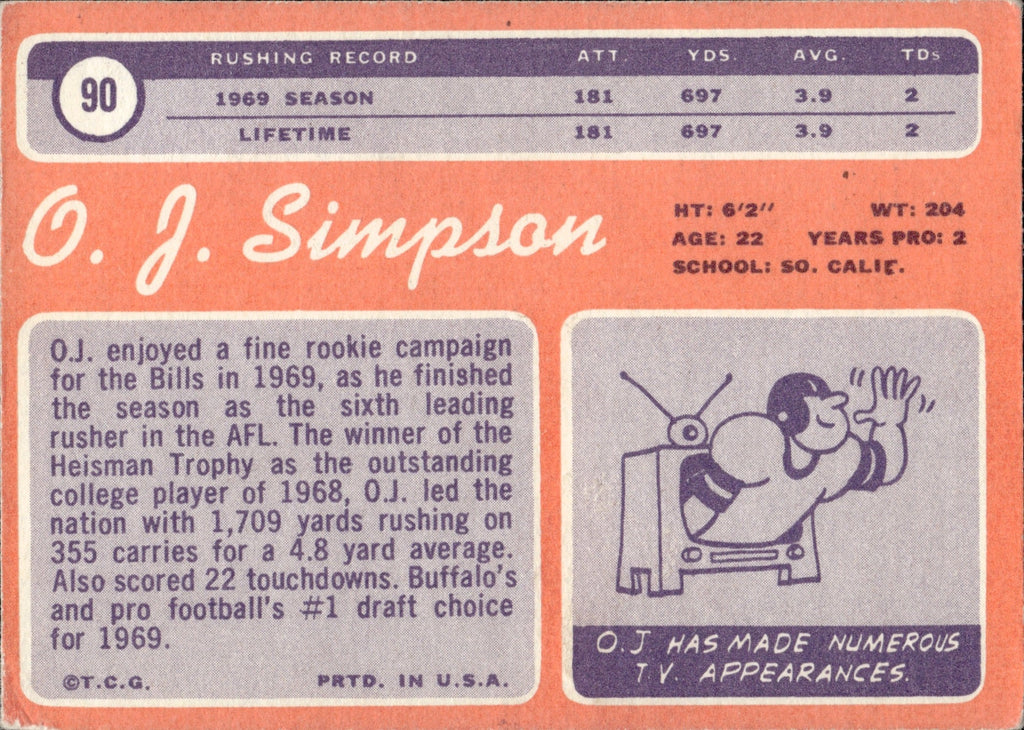 RUSHING RECORD ATT. YDS. AVG. TDs
90
1969 SEASON 181 697 3.9 2
LIFETIME 181 697 3.9 2
O. J. Simpson
HT: 6'2" WT: 204
AGE: 22 YEARS PRO: 2
SCHOOL: SO. CALIF.
O.J. enjoyed a fine rookie campaign
for the Bills in 1969, as he finished
the season as the sixth leading
rusher in the AFL. The winner of the
Heisman Trophy as the outstanding
college player of 1968, O.J. led the
nation with 1,709 yards rushing on
355 carries for a 4.8 yard average.
Also scored 22 touchdowns. Buffalo's
and pro football's #1 draft choice
for 1969.
©T.C.G. PRTD. IN U.S.A.
O.J HAS MADE NUMEROUS
T.V. APPEARANCES.